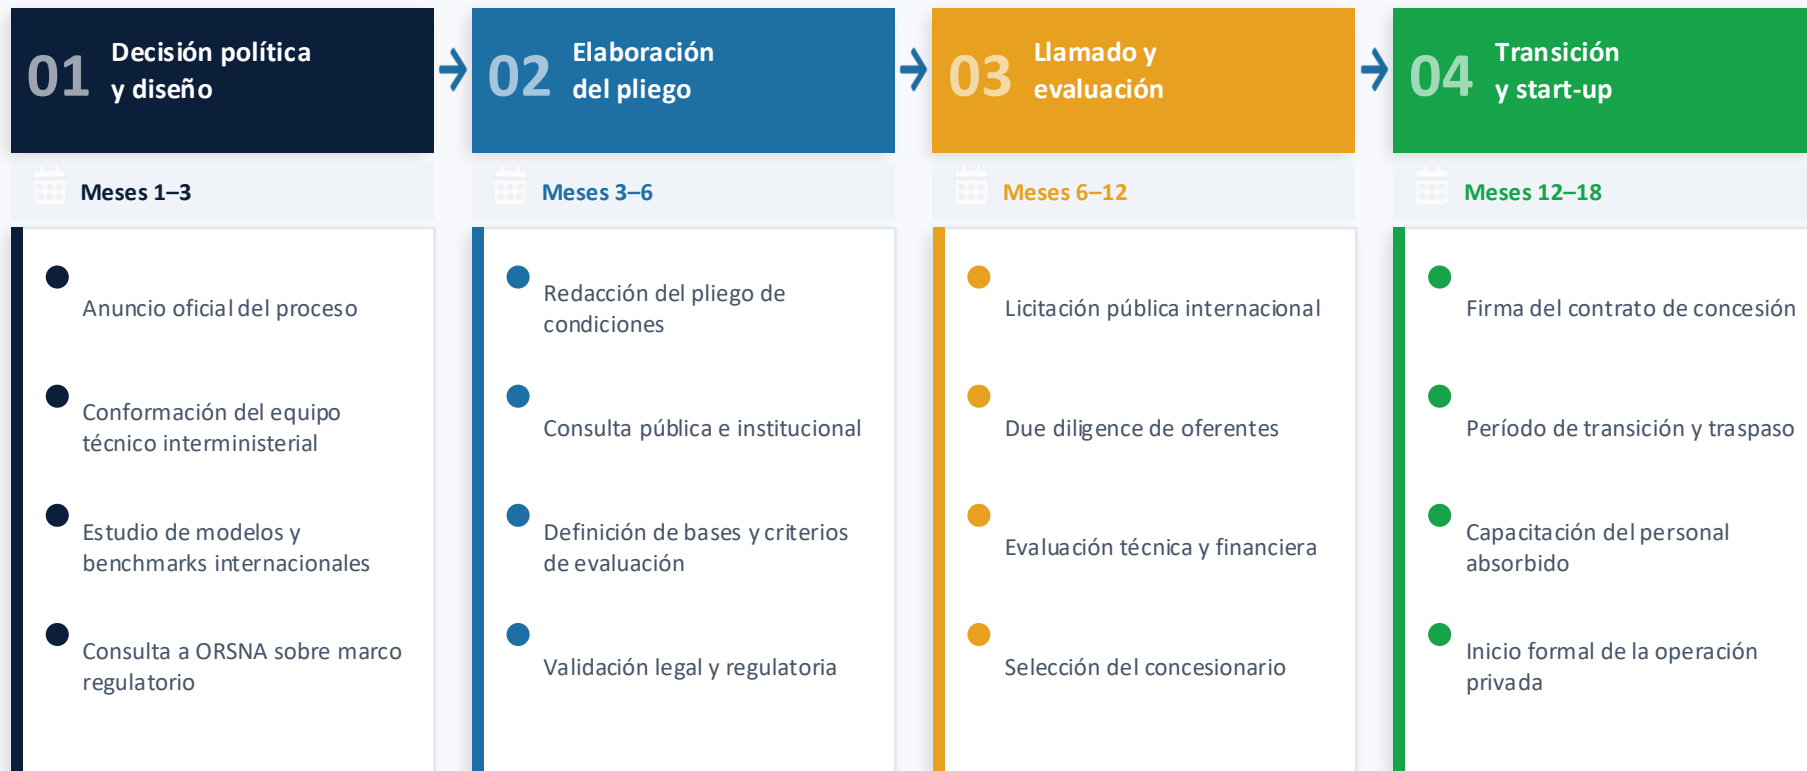 01
Decisión política
y diseño
Meses 1–3
Anuncio oficial del proceso
Conformación del equipo
técnico interministerial
Estudio de modelos y
benchmarks internacionales
Consulta a ORSNA sobre marco
regulatorio
02
Elaboración
del pliego
Meses 3–6
Redacción del pliego de
condiciones
Consulta pública e institucional
Definición de bases y criterios
de evaluación
Validación legal y regulatoria
03
Llamado y
evaluación
Meses 6–12
Licitación pública internacional
Due diligence de oferentes
Evaluación técnica y financiera
Selección del concesionario
04
Transición
y start-up
Meses 12–18
Firma del contrato de concesión
Período de transición y traspaso
Capacitación del personal
absorbido
Inicio formal de la operación
privada